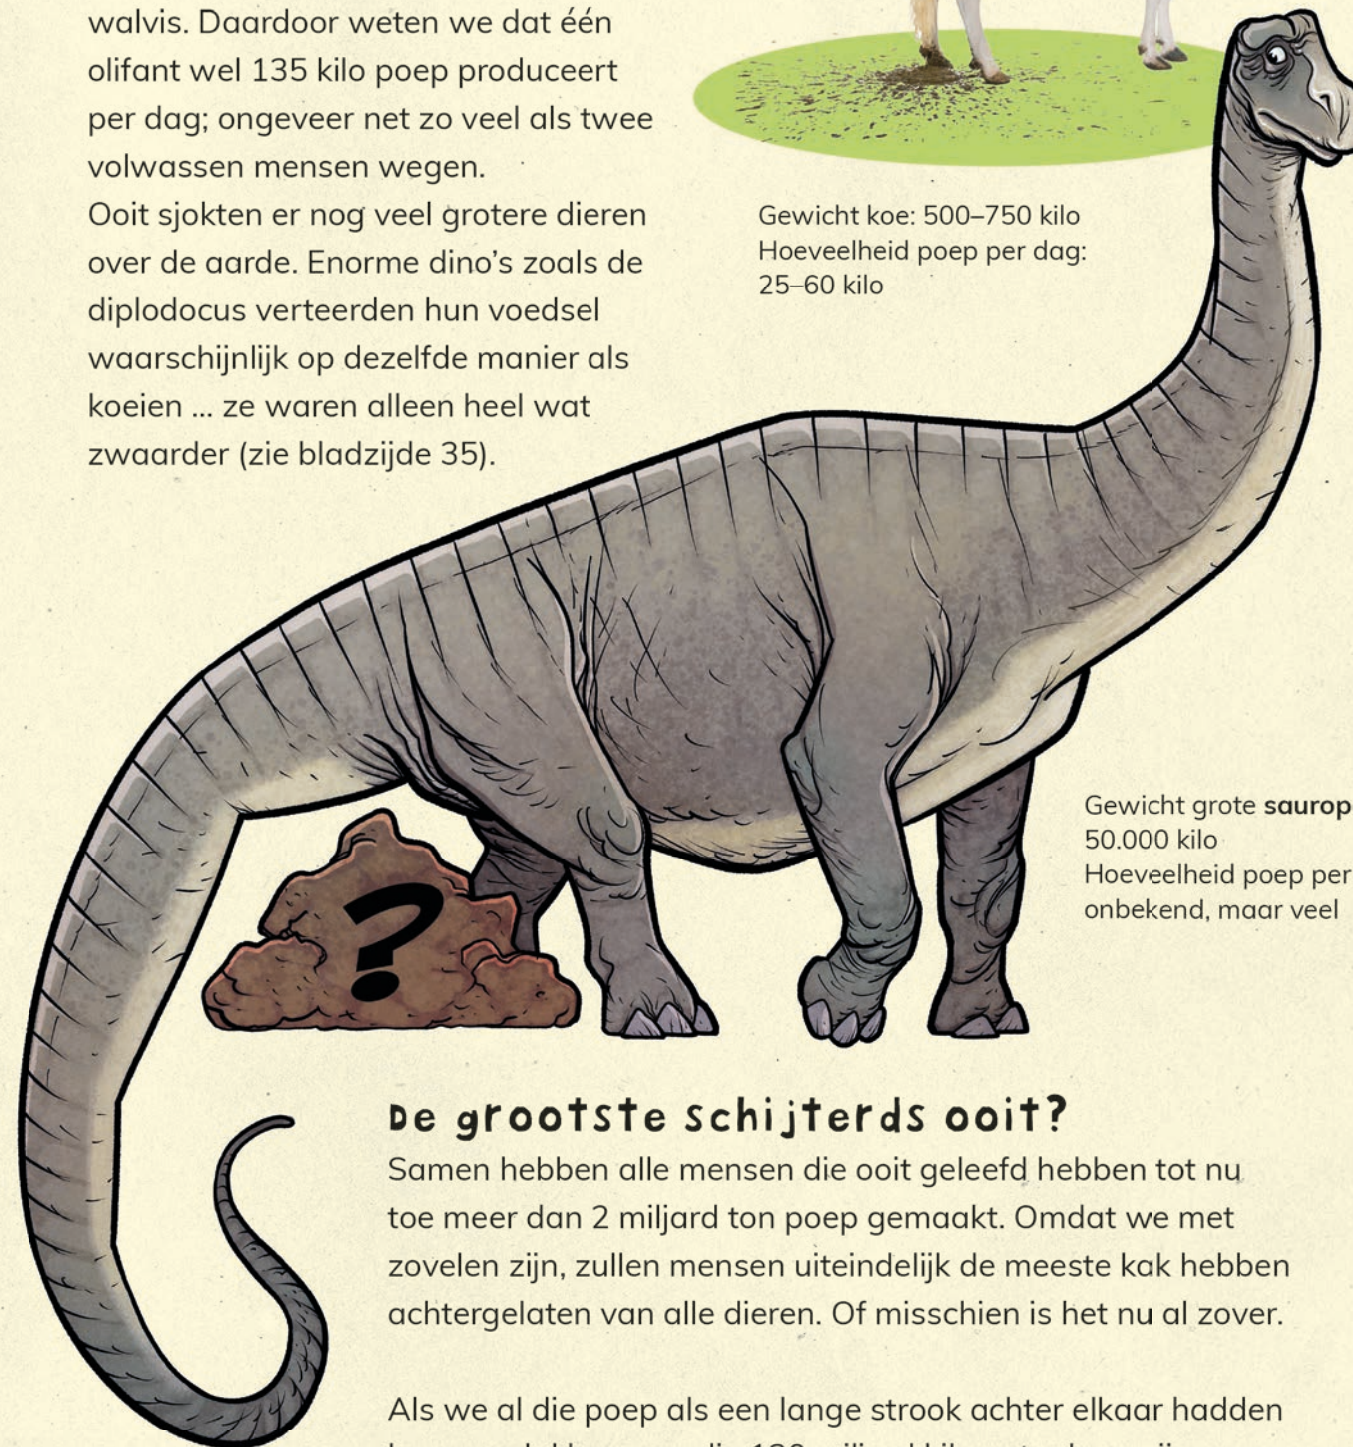 walvis. Daardoor weten we dat één
olifant wel 135 kilo poep produceert
per dag; ongeveer net zo veel als twee
volwassen mensen wegen.
Ooit sjokten er nog veel grotere dieren
over de aarde. Enorme dino’s zoals de
diplodocus verteerden hun voedsel
waarschijnlijk op dezelfde manier als
koeien ... ze waren alleen heel wat
zwaarder (zie bladzijde 35).
Gewicht koe: 500–750 kilo
Hoeveelheid poep per dag:
25–60 kilo
Gewicht grote saurop
50.000 kilo
Hoeveelheid poep per
onbekend, maar veel
?
De grootste schijterds ooit?
Samen hebben alle mensen die ooit geleefd hebben tot nu
toe meer dan 2 miljard ton poep gemaakt. Omdat we met
zovelen zijn, zullen mensen uiteindelijk de meeste kak hebben
achtergelaten van alle dieren. Of misschien is het nu al zover.
Als we al die poep als een lange strook achter elkaar hadden